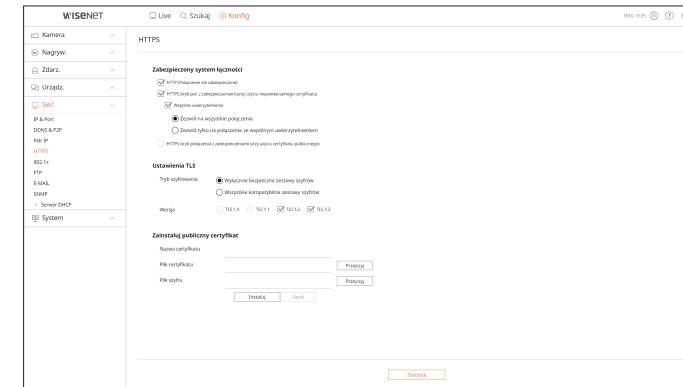 WISENET
Live Szukaj Konfig
HRX-1635
Kamera
Nagryw.
Zdarz.
Urządz.
Sieć
IP & Port
DDNS & P2P
Filtr IP
HTTPS
802.1x
FTP
E-MAIL
SNMP
> Serwer DHCP
System
HTTPS
Zabezpieczony system łączności
HTTP (Połączenie nie zabezpieczone)
HTTPS (tryb poł. z zabezpieczeniami przy użyciu niepowtarzalnego certyfikatu)
Wspólne uwierzytelnienie
Zezwól na wszystkie połączenia
Zezwól tylko na połączenie ze wspólnym uwierzytelnieniem
HTTPS (tryb połączenia z zabezpieczeniami przy użyciu certyfikatu publicznego)
Ustawienia TLS
Tryb szyfrowania Wyłącznie bezpieczne zestawy szyfrów
Wszystkie kompatybilne zestawy szyfrów
Wersja TLS 1.0 TLS 1.1 TLS 1.2 TLS 1.3
Zainstaluj publiczny certyfikat
Nazwa certyfikatu
Plik certyfikatu Przejrzyj
Plik szyfru Przejrzyj
Instaluj Usuń
Zastosuj